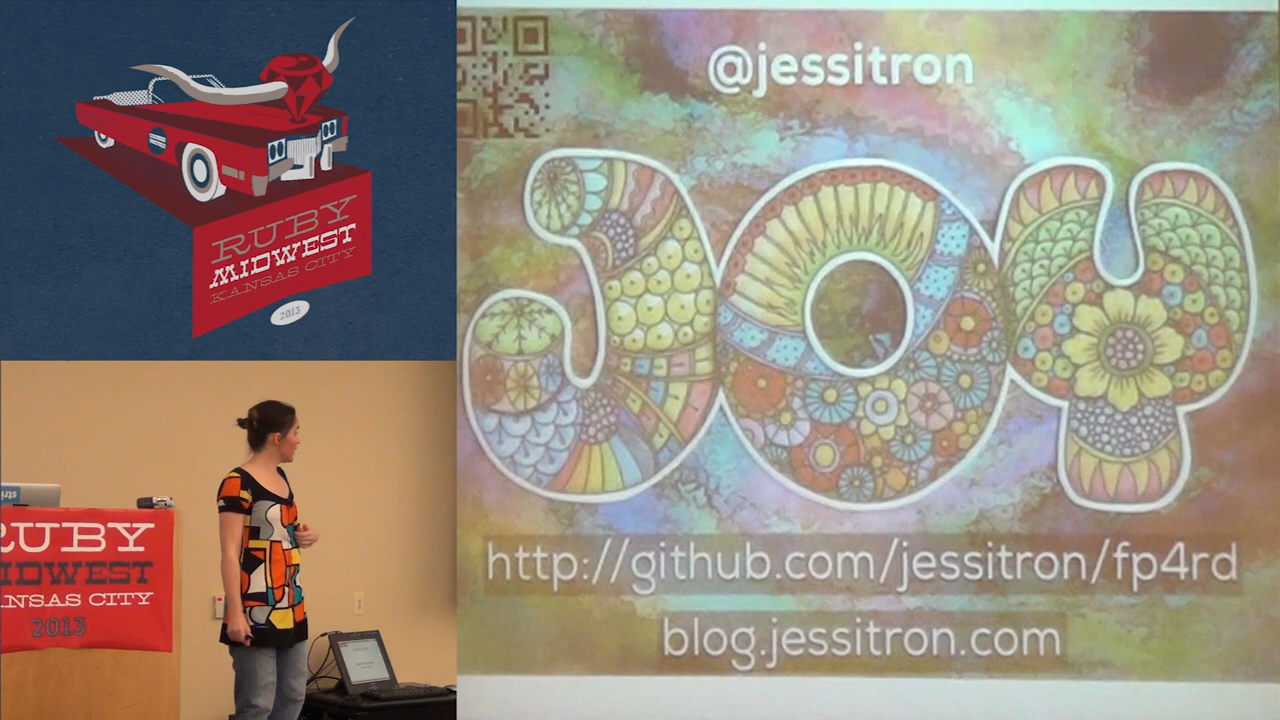 RUBY
MIDWEST
KANSAS CITY
2013
@jessitron
JOY
http://github.com/jessitron/fp4rd
blog.jessitron.com
RUBY
MIDWEST
KANSAS CITY
2013